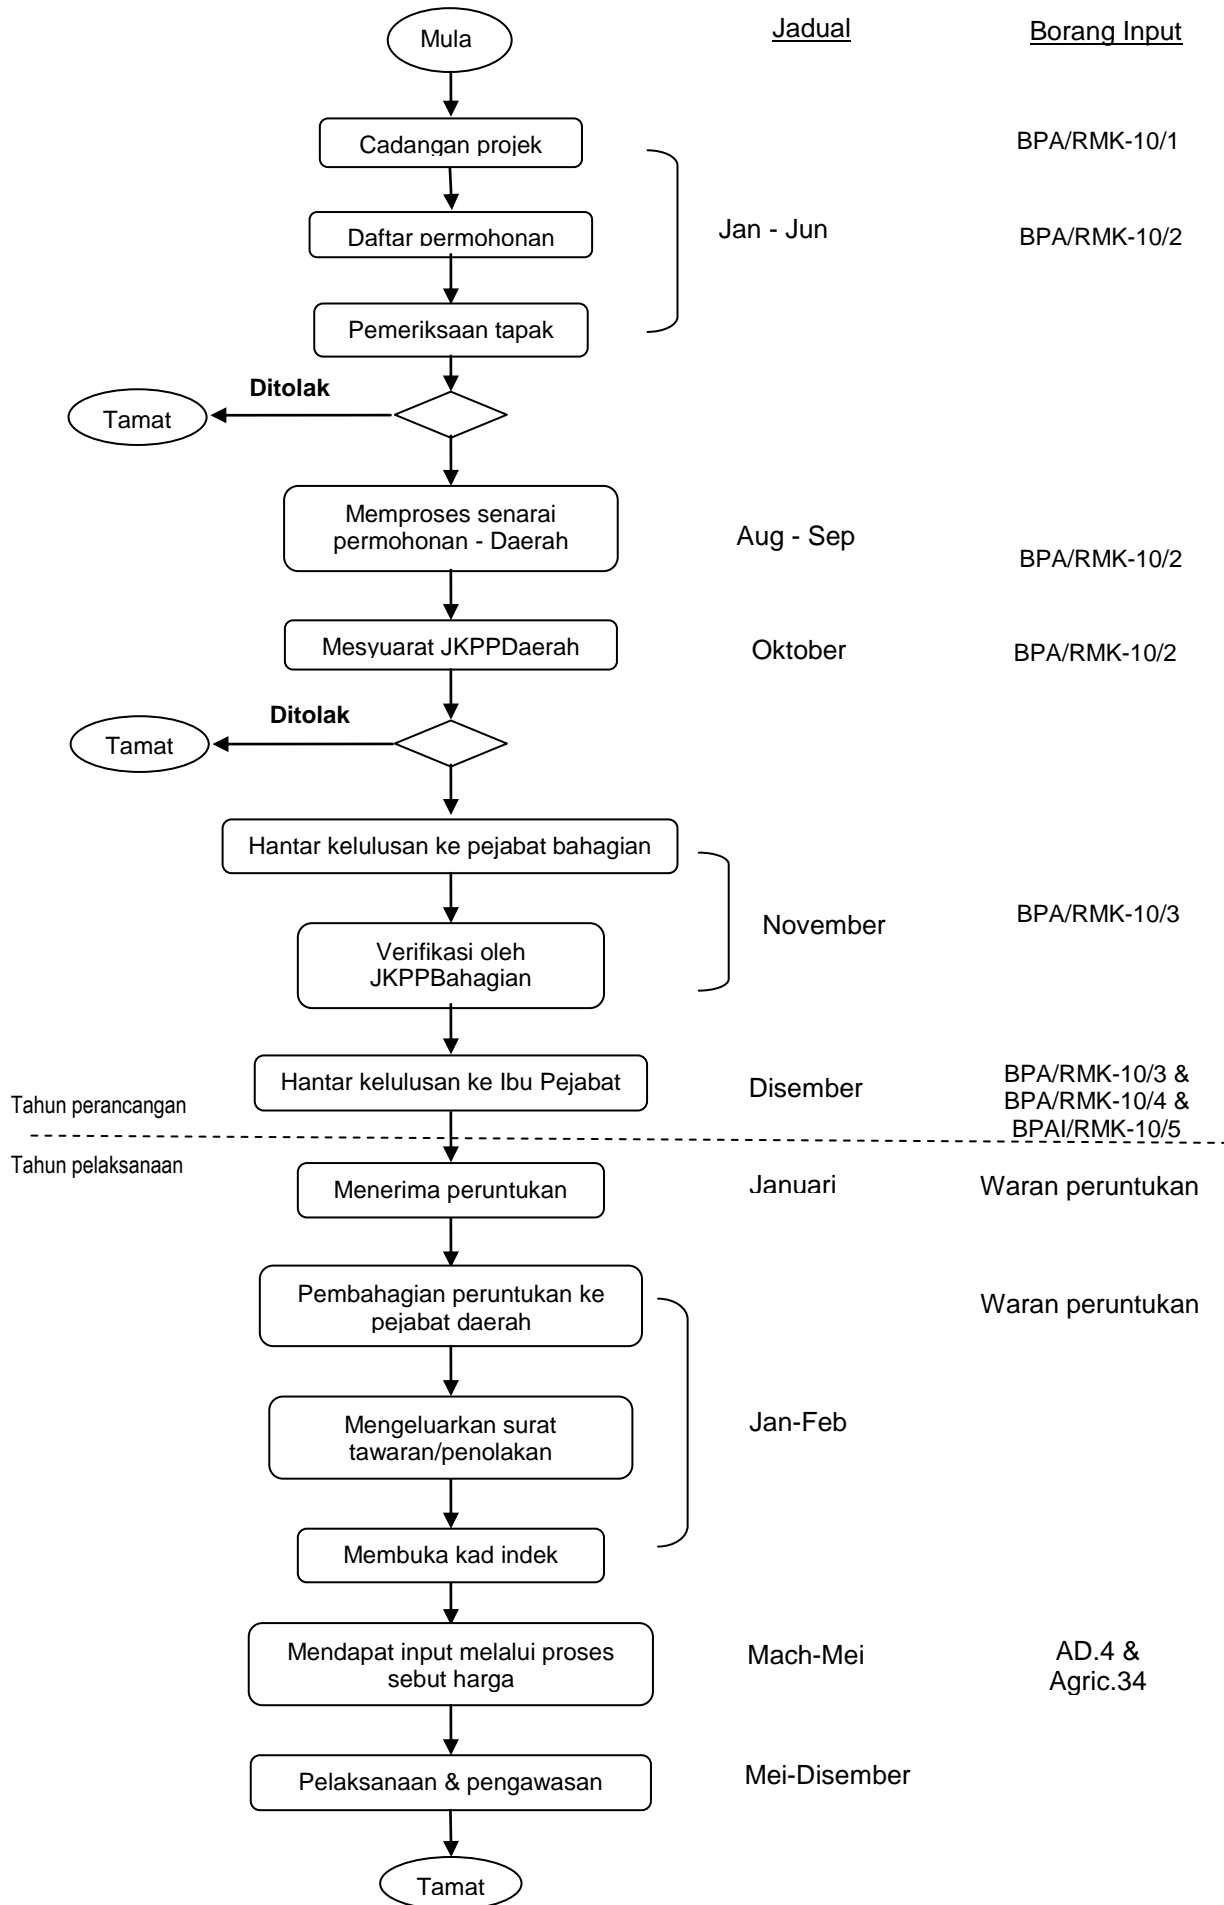 Mula
Jadual
Borang Input
Cadangan projek
BPA/RMK-10/1
Daftar permohonan
Jan - Jun
BPA/RMK-10/2
Pemeriksaan tapak
Ditolak
Tamat
Memproses senarai
permohonan - Daerah
Aug - Sep
BPA/RMK-10/2
Mesyuarat JKPPDaerah
Oktober
BPA/RMK-10/2
Ditolak
Tamat
Hantar kelulusan ke pejabat bahagian
November
BPA/RMK-10/3
Verifikasi oleh
JKPPBahagian
Hantar kelulusan ke Ibu Pejabat
Disember
BPA/RMK-10/3 &
BPA/RMK-10/4 &
BPAI/RMK-10/5
Tahun perancangan
Tahun pelaksanaan
Menerima peruntukan
Januari
Waran peruntukan
Pembahagian peruntukan ke
pejabat daerah
Waran peruntukan
Mengeluarkan surat
tawaran/penolakan
Jan-Feb
Membuka kad indek
Mendapat input melalui proses
sebut harga
Mach-Mei
AD.4 &
Agric.34
Pelaksanaan & pengawasan
Mei-Disember
Tamat